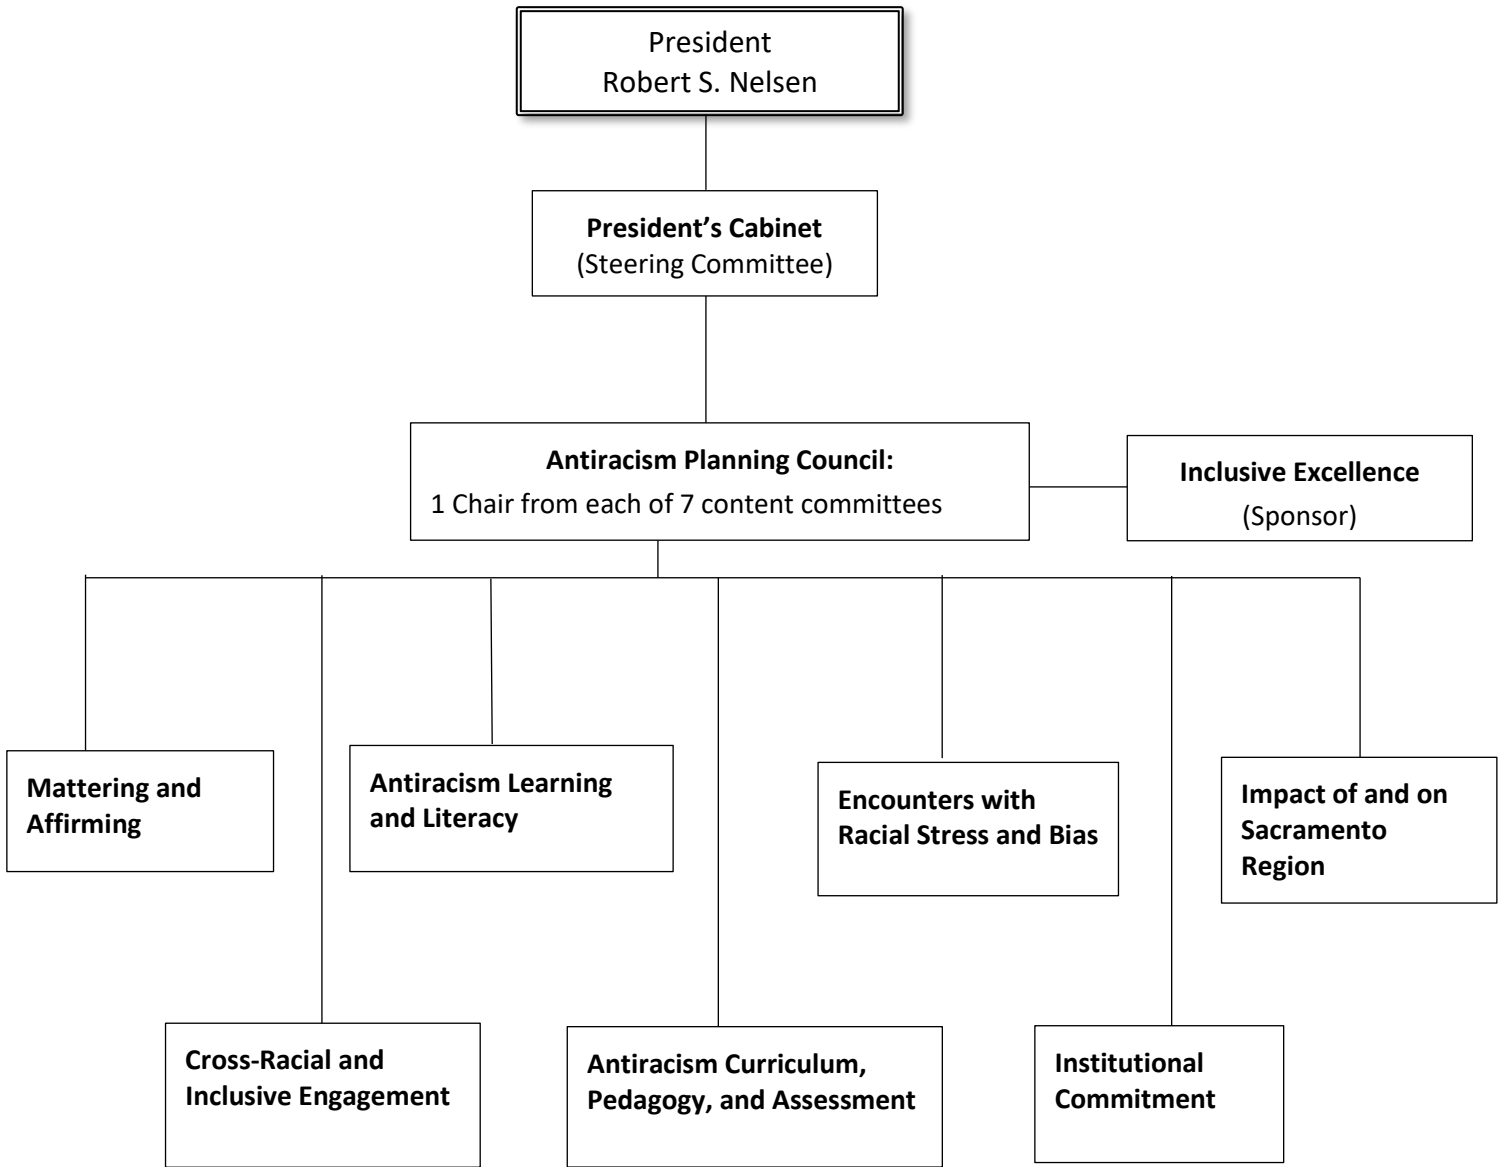 President
Robert S. Nelsen
President’s Cabinet
(Steering Committee)
Antiracism Planning Council:
1 Chair from each of 7 content committees
Inclusive Excellence
(Sponsor)
Mattering and
Affirming
Antiracism Learning
and Literacy
Encounters with
Racial Stress and Bias
Impact of and on
Sacramento
Region
Cross-Racial and
Inclusive Engagement
Antiracism Curriculum,
Pedagogy, and Assessment
Institutional
Commitment